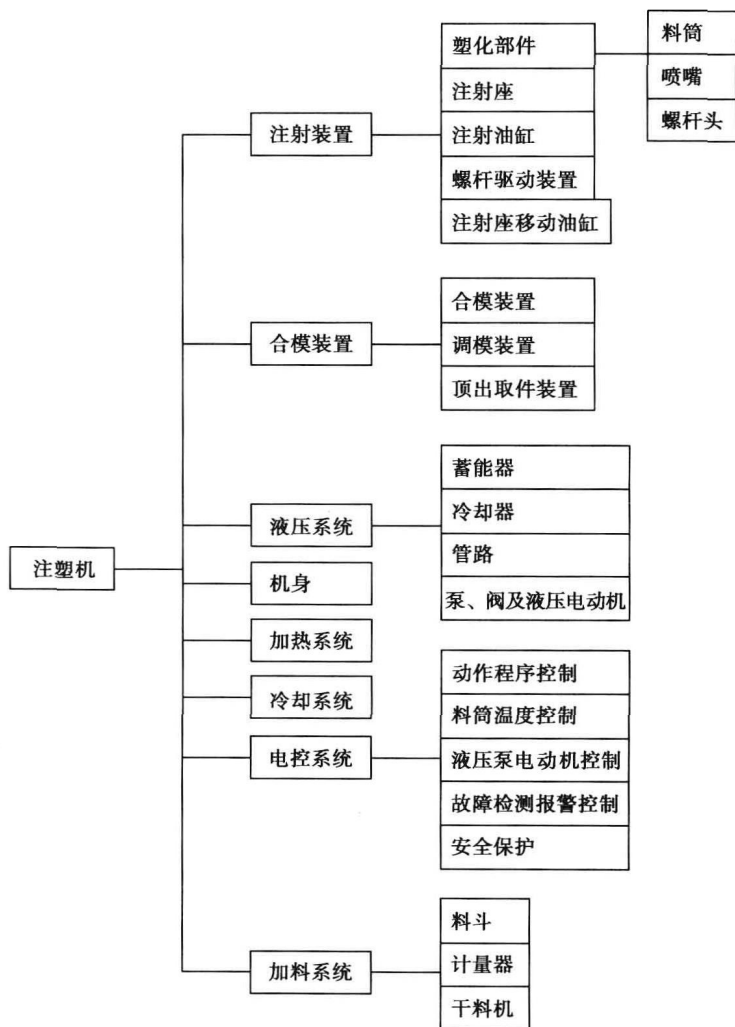 注塑机
注射装置
塑化部件
料筒
喷嘴
螺杆头
注射座
注射油缸
螺杆驱动装置
注射座移动油缸
合模装置
合模装置
调模装置
顶出取件装置
液压系统
蓄能器
冷却器
管路
泵、阀及液压电动机
机身
加热系统
冷却系统
电控系统
动作程序控制
料筒温度控制
液压泵电动机控制
故障检测报警控制
安全保护
加料系统
料斗
计量器
干料机